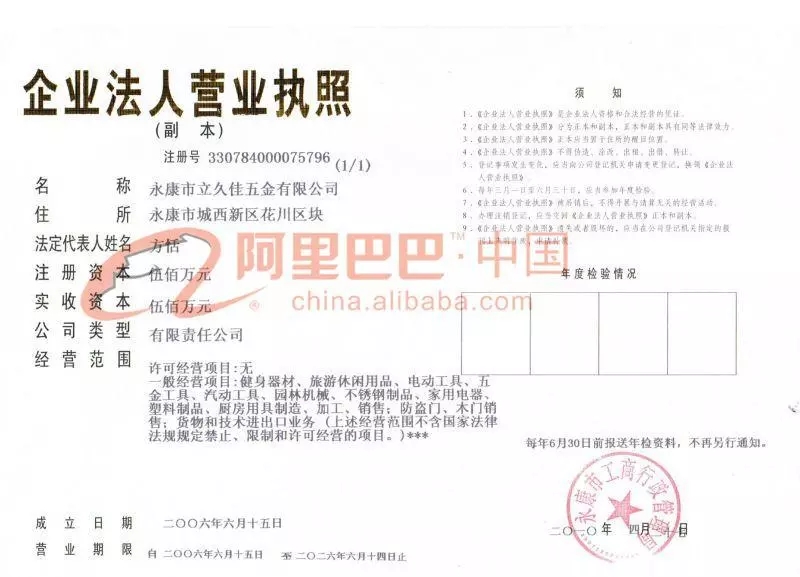 企业法人营业执照
(副 本)
注册号 330784000075796 (1/1)
名 称 永康市立久佳五金有限公司
住 所 永康市城西新区花川区块
法定代表人姓名 方恬
注册资本 伍佰万元
实收资本 伍佰万元
公司类型 有限责任公司
经营范围
许可经营项目:无
一般经营项目:健身器材、旅游休闲用品、电动工具、五
金工具、汽动工具、园林机械、不锈钢制品、家用电器、
塑料制品、厨房用具制造、加工、销售; 防盗门、木门销
售; 货物和技术进出口业务 (上述经营范围不含国家法律
法规规定禁止、限制和许可经营的项目。)***
成立日期 二〇〇六年六月十五日
营业期限 自 二〇〇六年六月十五日 至 二〇二六年六月十四日止
须 知
1．《企业法人营业执照》是企业法人资格和合法经营的凭证。
2．《企业法人营业执照》分为正本和副本，正本和副本具有同等法律效力。
3．《企业法人营业执照》正本应当置于住所的醒目位置。
4．《企业法人营业执照》不得伪造、涂改、出租、出借、转让。
5．登记事项发生变化，应当向公司登记机关申请变更登记，换领《企业法
人营业执照》。
6．每年三月一日至六月三十日，应当参加年度检验。
7．《企业法人营业执照》被吊销后，不得开展与清算无关的经营活动。
8．办理注销登记，应当交回《企业法人营业执照》正本和副本。
9．《企业法人营业执照》遗失或者毁坏的，应当在公司登记机关指定的报
刊上声明作废，申请补领。
年度检验情况
每年6月30日前报送年检资料，不再另行通知。
永康市工商行政管理局
二〇一〇年 四月 日
阿里巴巴™·中国
china.alibaba.com